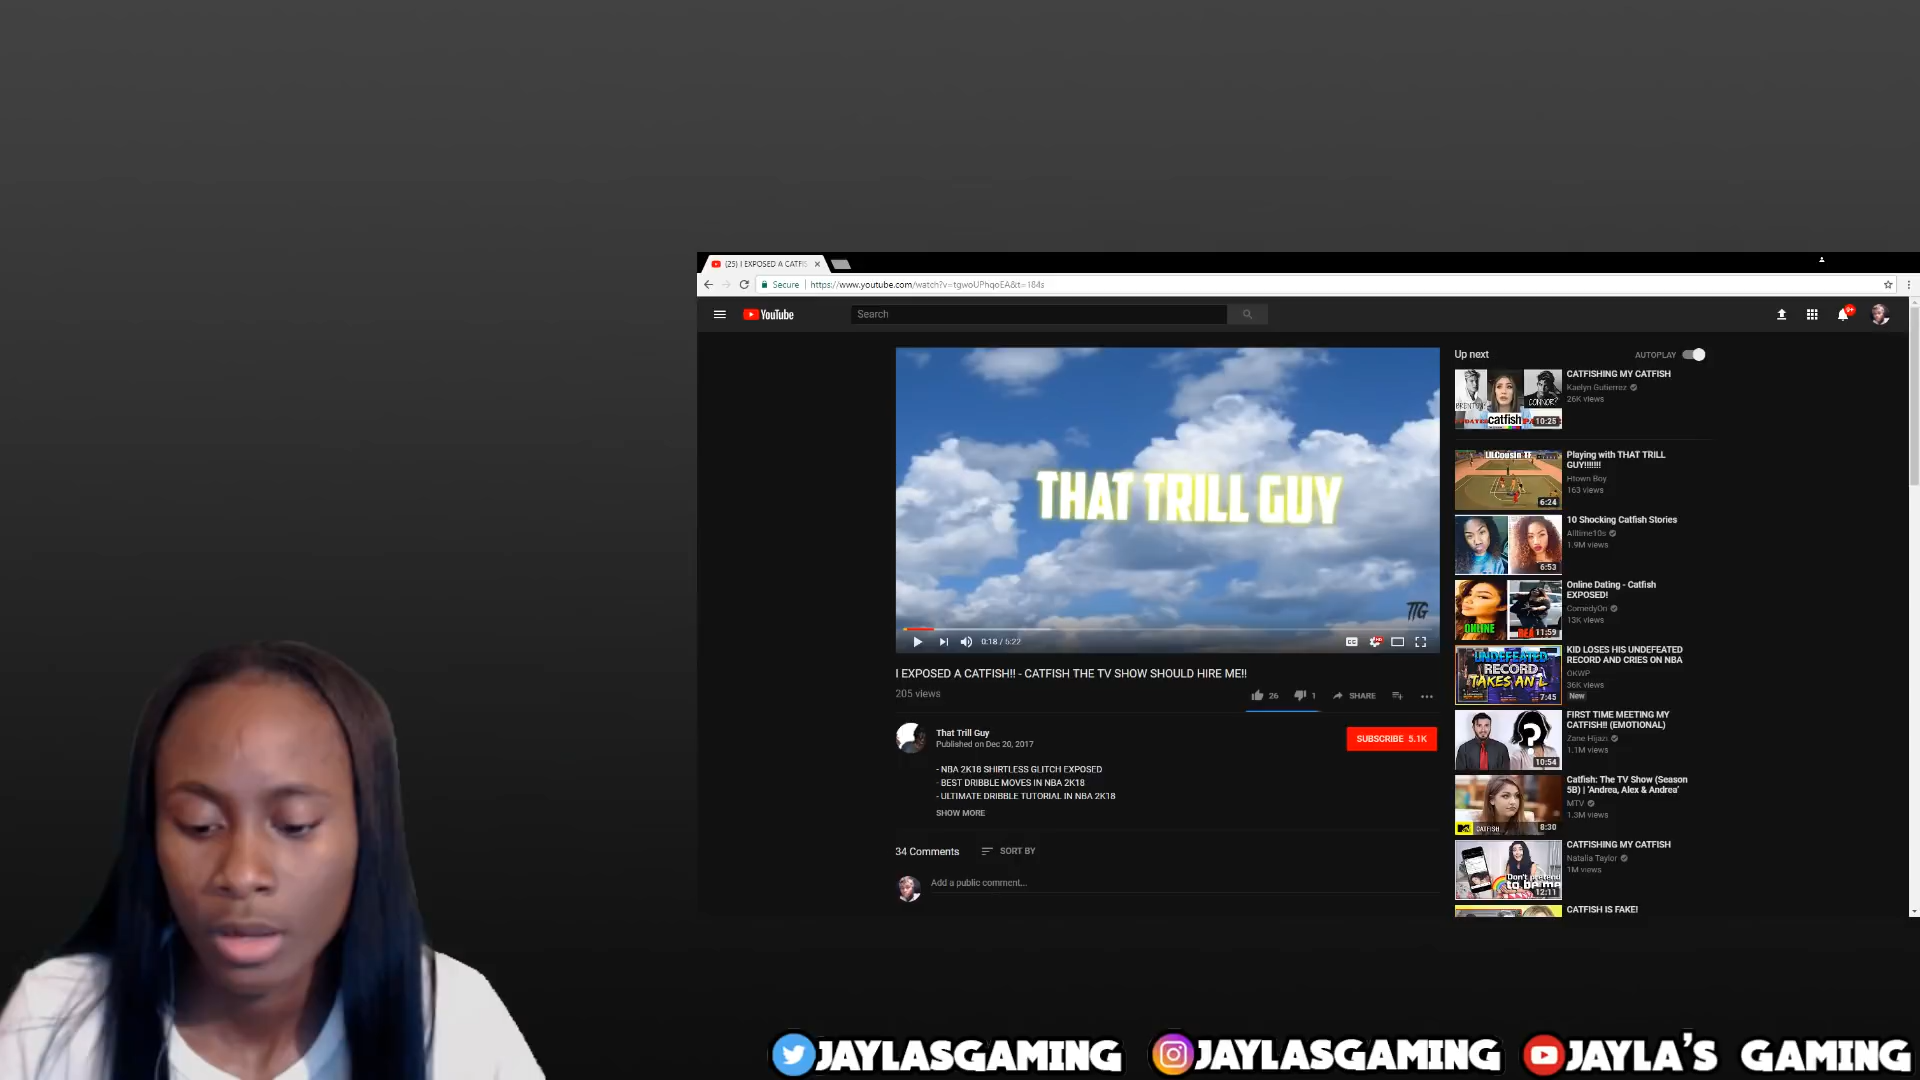 (25) I EXPOSED A CATFIS
Secure | https://www.youtube.com/watch?v=tgwoUPhqoEA&t=184s
YouTube
Search
9+
THAT TRILL GUY
TTG
0:18 / 5:22
I EXPOSED A CATFISH!! - CATFISH THE TV SHOW SHOULD HIRE ME!!
205 views
26
1
SHARE
That Trill Guy
Published on Dec 20, 2017
SUBSCRIBE 5.1K
- NBA 2K18 SHIRTLESS GLITCH EXPOSED
- BEST DRIBBLE MOVES IN NBA 2K18
- ULTIMATE DRIBBLE TUTORIAL IN NBA 2K18
SHOW MORE
34 Comments
SORT BY
Add a public comment...
Up next
AUTOPLAY
CATFISHING MY CATFISH
Kaelyn Gutierrez
26K views
CONNOR?
catfish
10:25
Playing with THAT TRILL
GUY!!!!!!!
Htown Boy
163 views
6:24
10 Shocking Catfish Stories
Alltime10s
1.9M views
6:53
Online Dating - Catfish
EXPOSED!
ComedyOn
13K views
ONLINE
11:59
KID LOSES HIS UNDEFEATED
RECORD AND CRIES ON NBA
OKWP
36K views
New
UNDEFEATED
RECORD
TAKES AN L
7:45
FIRST TIME MEETING MY
CATFISH!! (EMOTIONAL)
Zane Hijazi
1.1M views
?
10:54
Catfish: The TV Show (Season
5B) | 'Andrea, Alex & Andrea'
MTV
1.3M views
CATFISH
8:30
CATFISHING MY CATFISH
Natalia Taylor
1M views
Don't pretend
to be me
12:11
CATFISH IS FAKE!
JAYLASGAMING
JAYLASGAMING
JAYLA'S GAMING